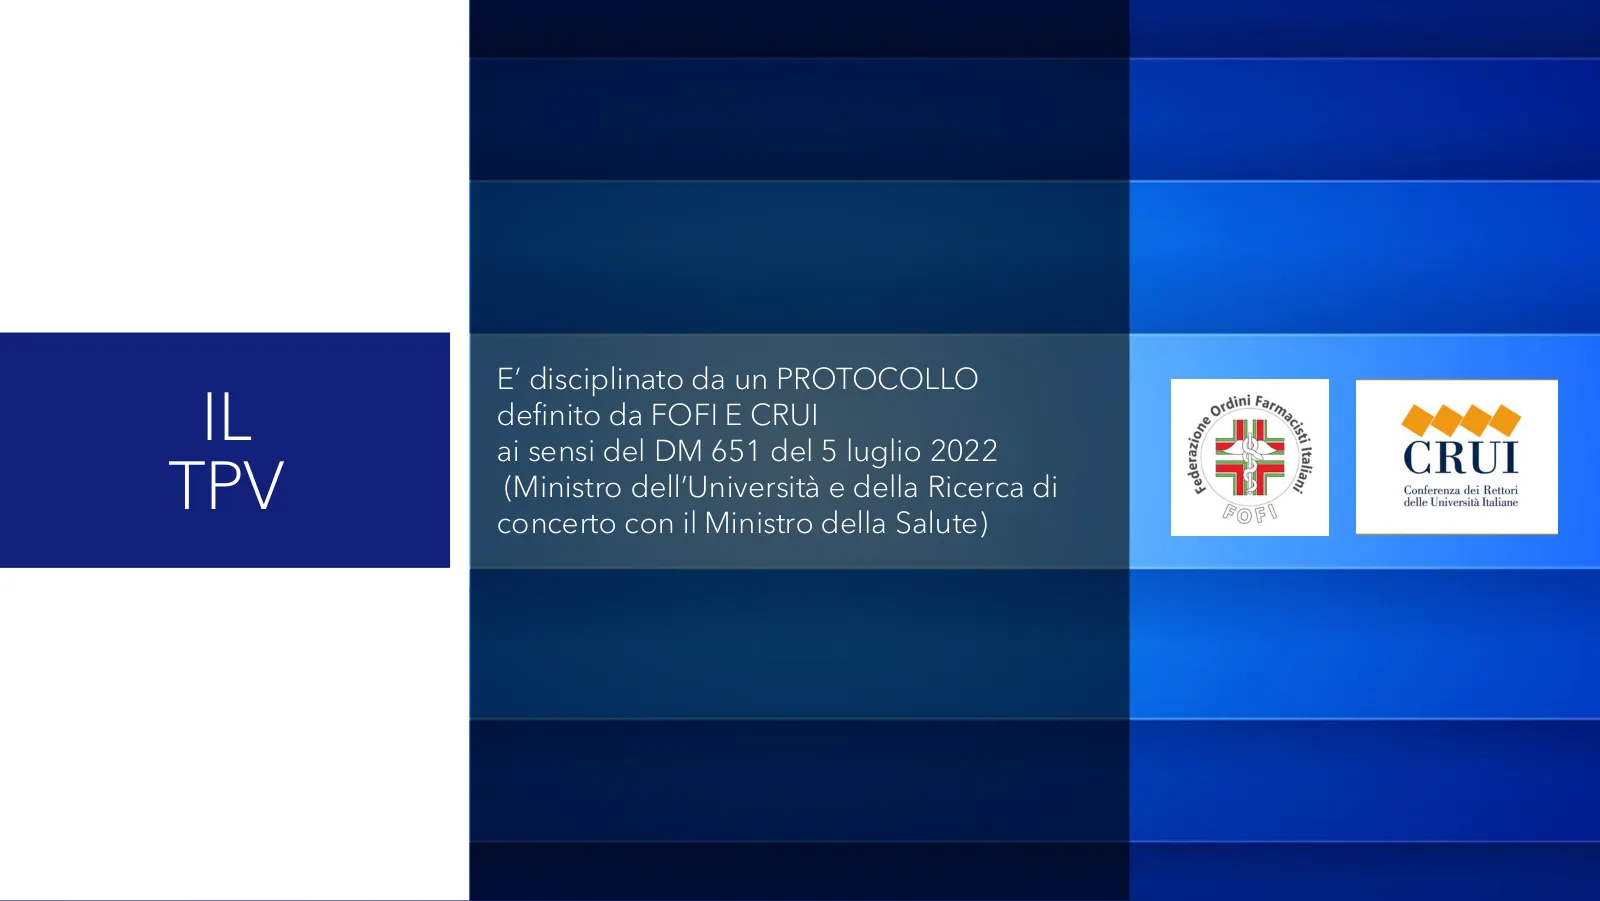 IL
TPV
E’ disciplinato da un PROTOCOLLO
definito da FOFI E CRUI
ai sensi del DM 651 del 5 luglio 2022
(Ministro dell’Università e della Ricerca di
concerto con il Ministro della Salute)
Federazione Ordini Farmacisti Italiani
FOFI
CRUI
Conferenza dei Rettori
delle Università Italiane